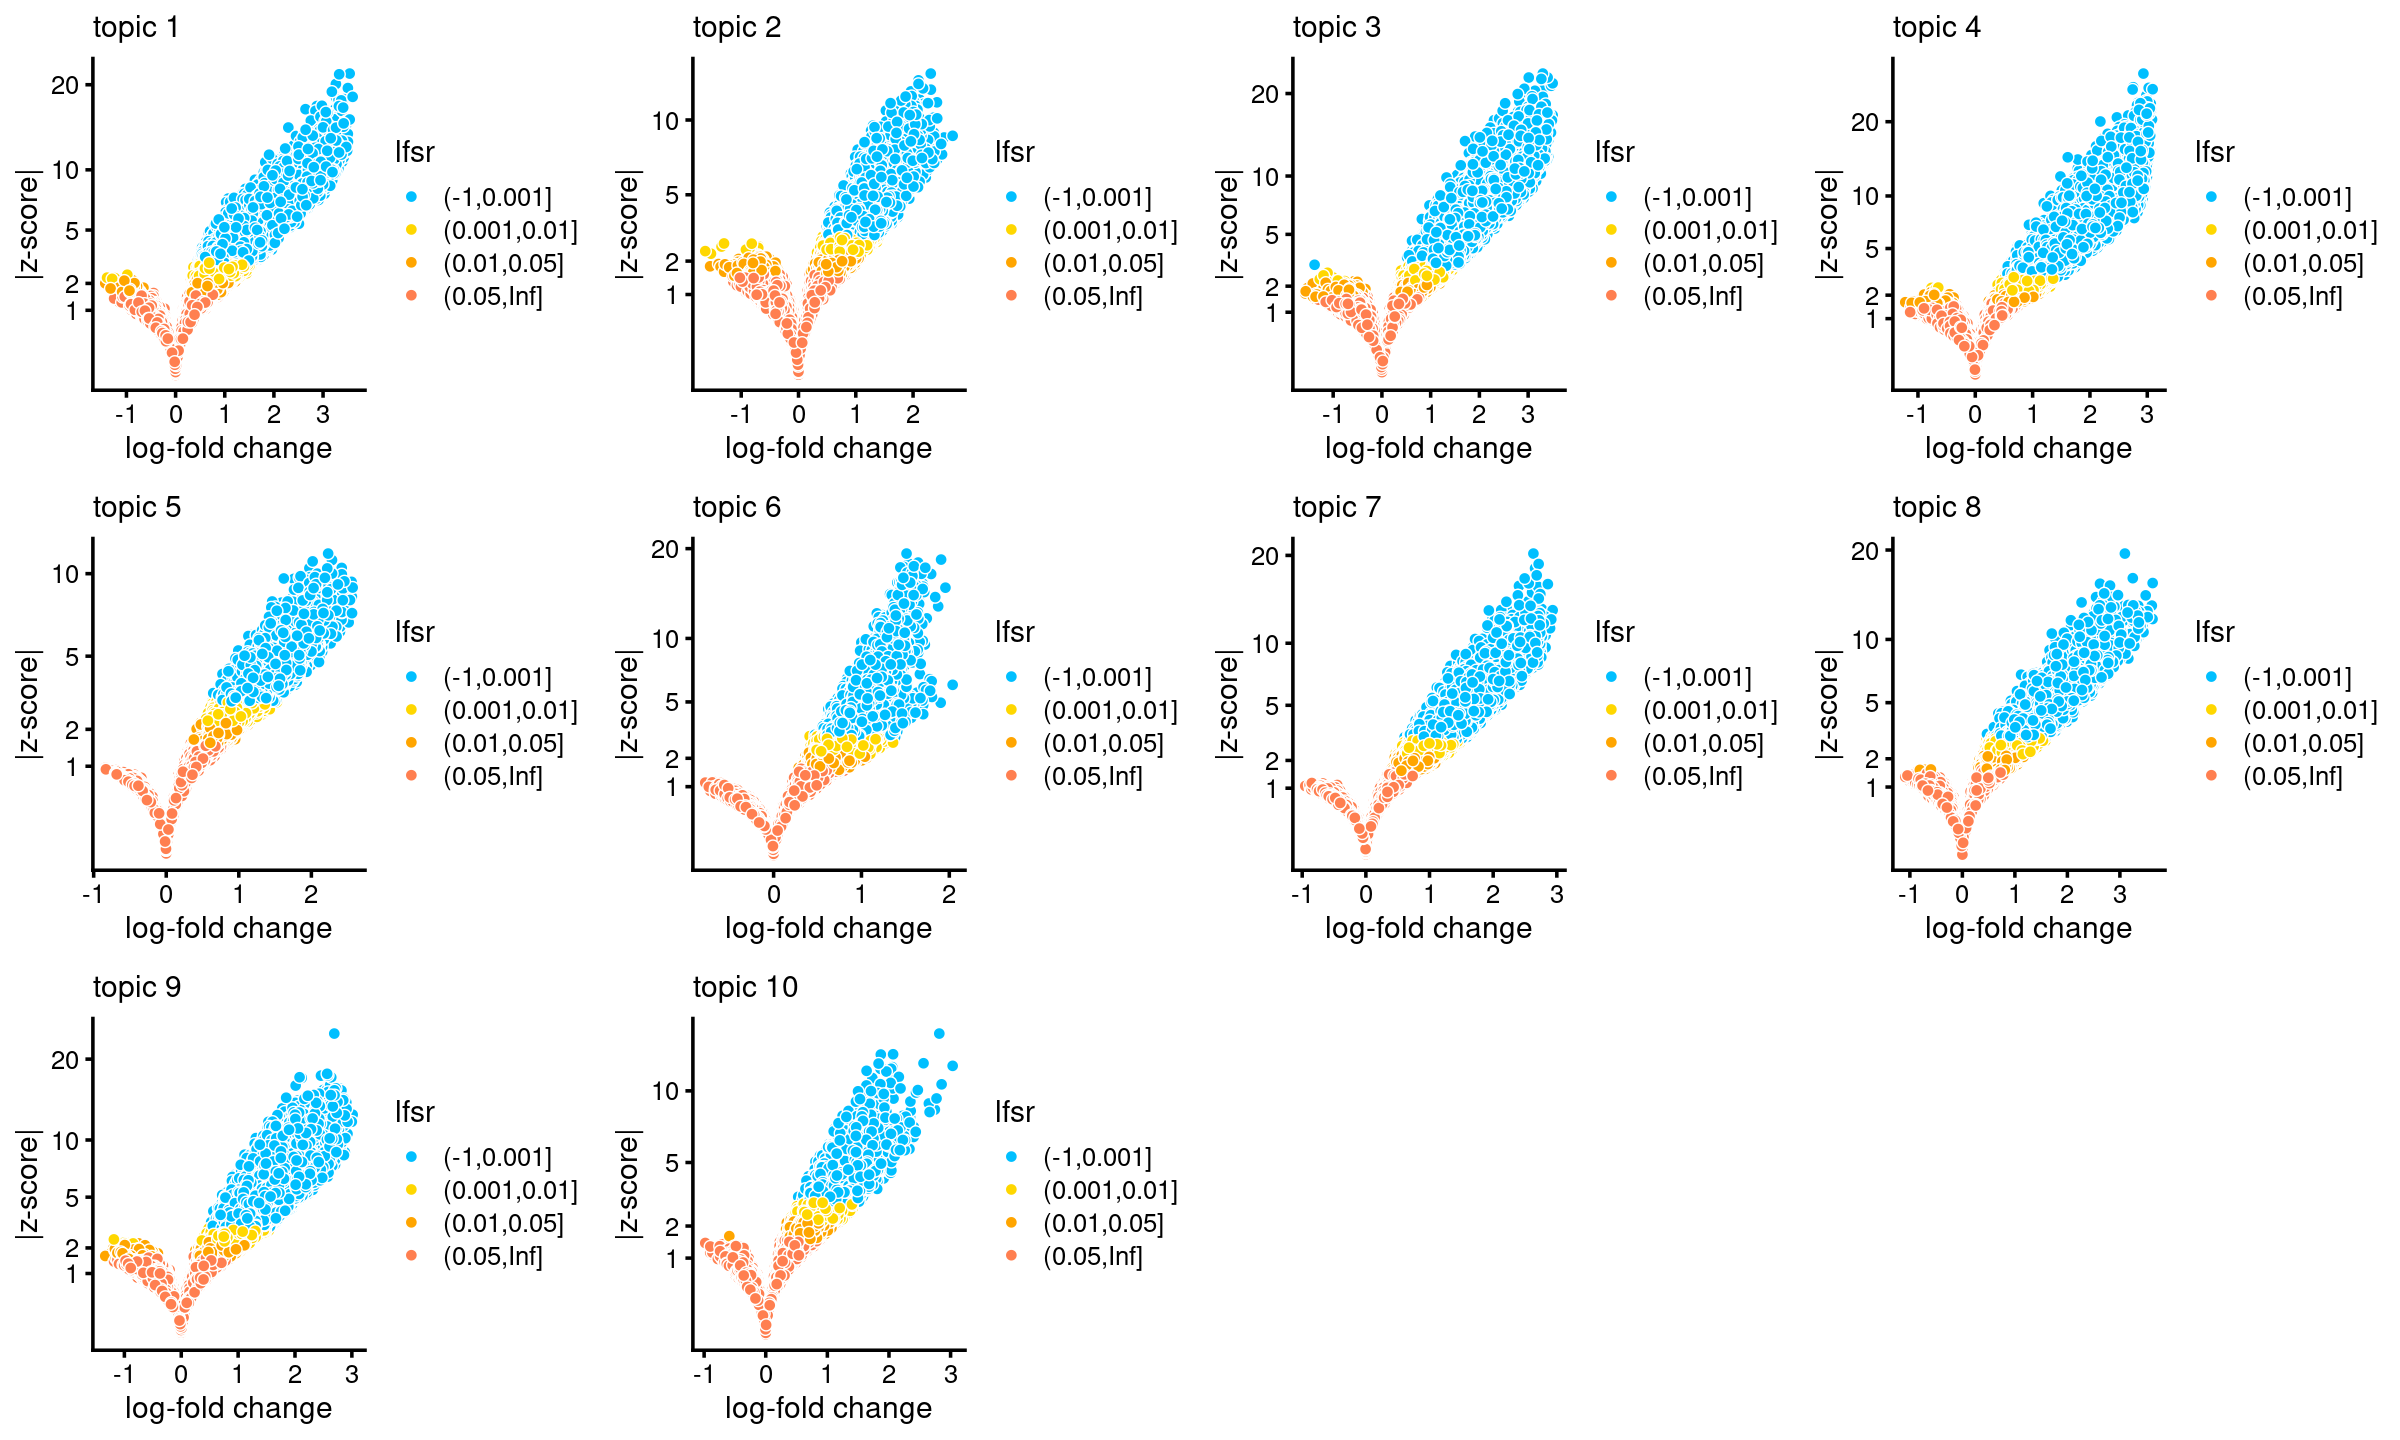 topic 1
20
10
5
2
1
-1 0 1 2 3
|z-score|
log-fold change
lfsr
(-1,0.001]
(0.001,0.01]
(0.01,0.05]
(0.05,Inf]
topic 2
10
5
2
1
-1 0 1 2
|z-score|
log-fold change
lfsr
(-1,0.001]
(0.001,0.01]
(0.01,0.05]
(0.05,Inf]
topic 3
20
10
5
2
1
-1 0 1 2 3
|z-score|
log-fold change
lfsr
(-1,0.001]
(0.001,0.01]
(0.01,0.05]
(0.05,Inf]
topic 4
20
10
5
2
1
-1 0 1 2 3
|z-score|
log-fold change
lfsr
(-1,0.001]
(0.001,0.01]
(0.01,0.05]
(0.05,Inf]
topic 5
10
5
2
1
-1 0 1 2
|z-score|
log-fold change
lfsr
(-1,0.001]
(0.001,0.01]
(0.01,0.05]
(0.05,Inf]
topic 6
20
10
5
2
1
0 1 2
|z-score|
log-fold change
lfsr
(-1,0.001]
(0.001,0.01]
(0.01,0.05]
(0.05,Inf]
topic 7
20
10
5
2
1
-1 0 1 2 3
|z-score|
log-fold change
lfsr
(-1,0.001]
(0.001,0.01]
(0.01,0.05]
(0.05,Inf]
topic 8
20
10
5
2
1
-1 0 1 2 3
|z-score|
log-fold change
lfsr
(-1,0.001]
(0.001,0.01]
(0.01,0.05]
(0.05,Inf]
topic 9
20
10
5
2
1
-1 0 1 2 3
|z-score|
log-fold change
lfsr
(-1,0.001]
(0.001,0.01]
(0.01,0.05]
(0.05,Inf]
topic 10
10
5
2
1
-1 0 1 2 3
|z-score|
log-fold change
lfsr
(-1,0.001]
(0.001,0.01]
(0.01,0.05]
(0.05,Inf]